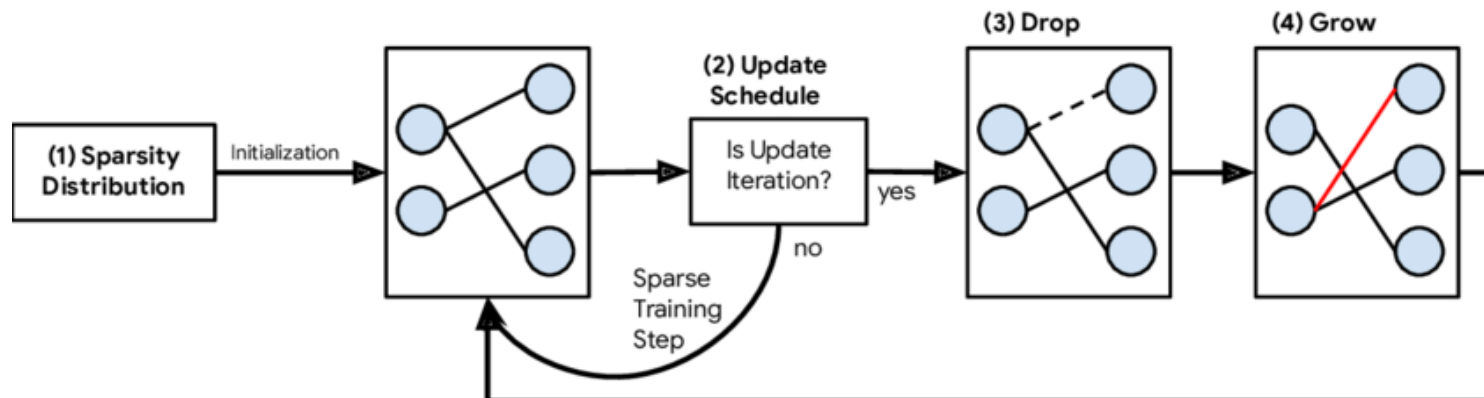 (1) Sparsity
Distribution
Initialization
(2) Update
Schedule
Is Update
Iteration?
yes
no
Sparse
Training
Step
(3) Drop
(4) Grow